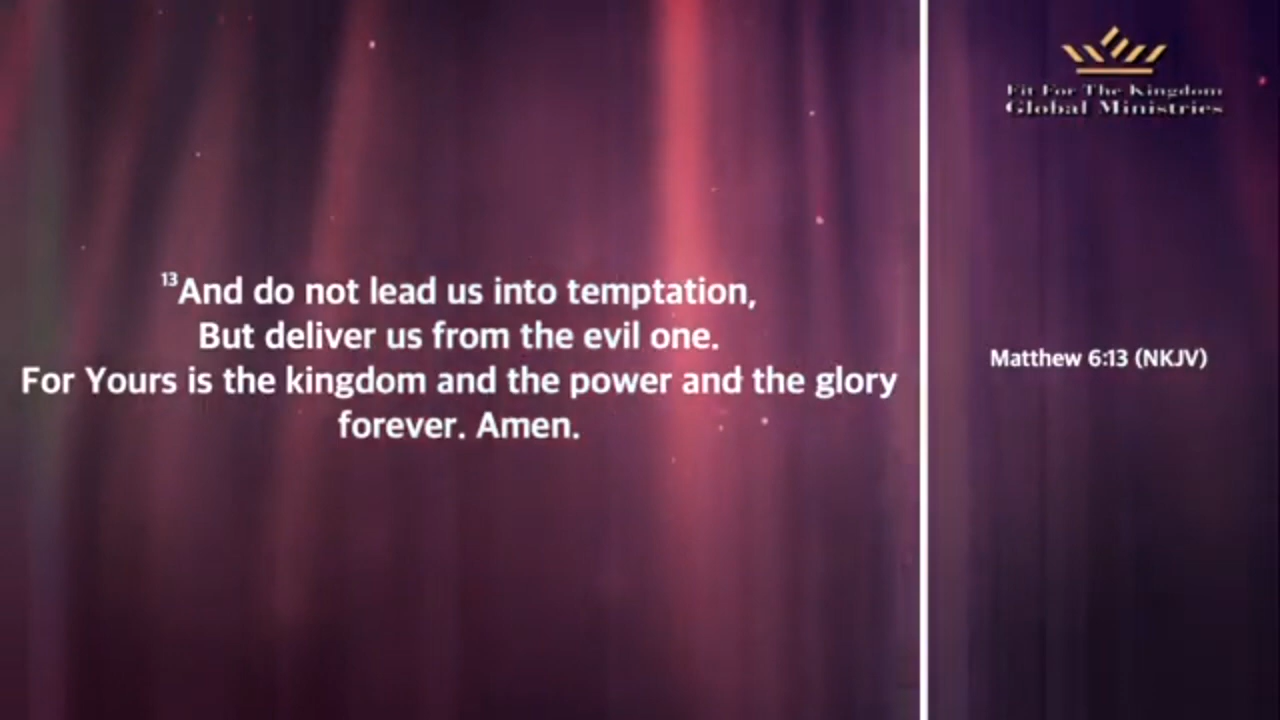 ¹³And do not lead us into temptation,
But deliver us from the evil one.
For Yours is the kingdom and the power and the glory
forever. Amen.
Fit For The Kingdom
Global Ministries
Matthew 6:13 (NKJV)